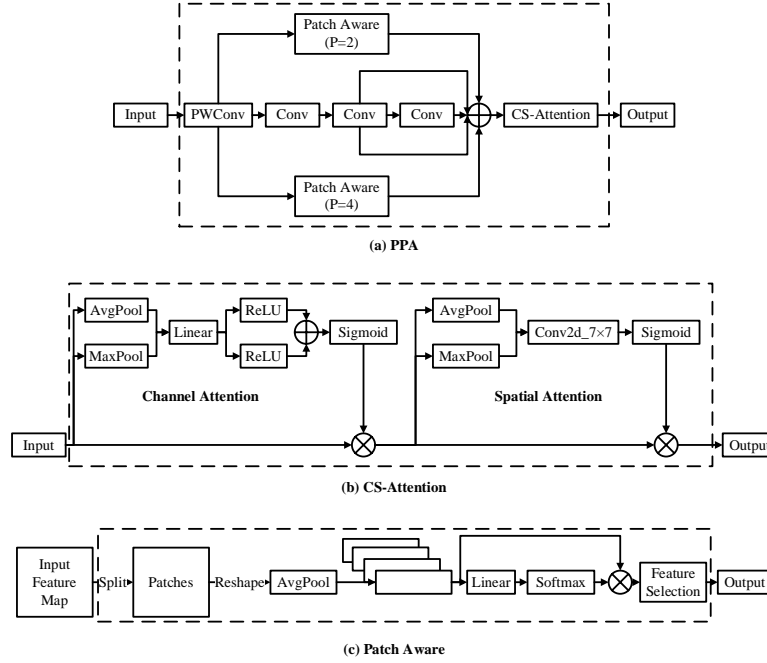 Patch Aware
(P=2)
Input
PWConv
Conv
Conv
Conv
CS-Attention
Output
Patch Aware
(P=4)
(a) PPA
AvgPool
MaxPool
Linear
ReLU
ReLU
Sigmoid
Channel Attention
AvgPool
MaxPool
Conv2d_7×7
Sigmoid
Spatial Attention
Input
Output
(b) CS-Attention
Input
Feature
Map
Split
Patches
Reshape
AvgPool
Linear
Softmax
Feature
Selection
Output
(c) Patch Aware